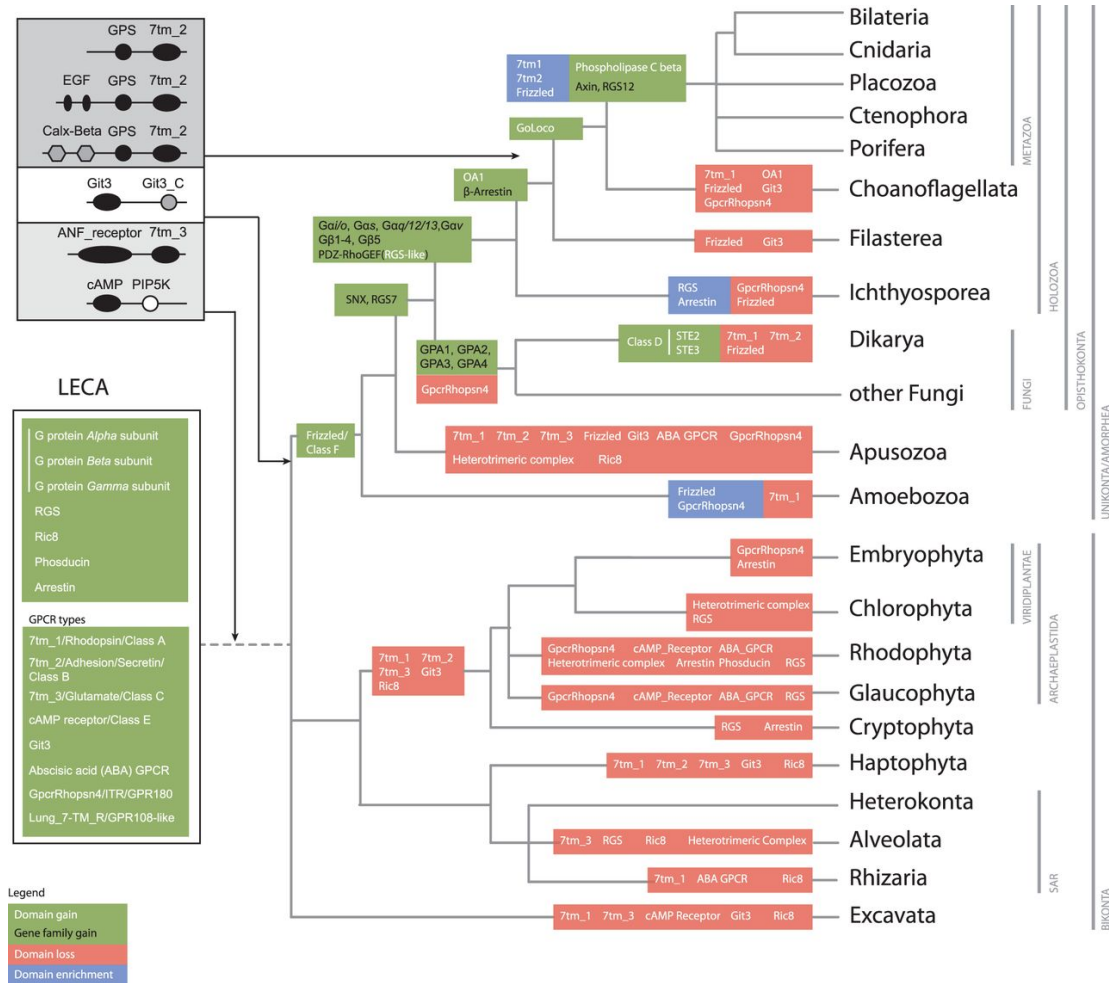 GPS 7tm_2
EGF GPS 7tm_2
Calx-Beta GPS 7tm_2
Git3 Git3_C
ANF_receptor 7tm_3
cAMP PIP5K
LECA
G protein Alpha subunit
G protein Beta subunit
G protein Gamma subunit
RGS
Ric8
Phosducin
Arrestin
GPCR types
7tm_1/Rhodopsin/Class A
7tm_2/Adhesion/Secretin/
Class B
7tm_3/Glutamate/Class C
cAMP receptor/Class E
Git3
Abscisic acid (ABA) GPCR
GpcrRhopsn4/ITR/GPR180
Lung_7-TM_R/GPR108-like
Legend
Domain gain
Gene family gain
Domain loss
Domain enrichment
7tm1
7tm2
Frizzled
Phospholipase C beta
Axin, RGS12
GoLoco
OA1
β-Arrestin
Gαi/o, Gαs, Gαq/12/13,Gαv
Gβ1-4, Gβ5
PDZ-RhoGEF(RGS-like)
SNX, RGS7
GPA1, GPA2,
GPA3, GPA4
GpcrRhopsn4
Frizzled/
Class F
7tm_1 7tm_2
7tm_3 Git3
Ric8
Bilateria
Cnidaria
Placozoa
Ctenophora
Porifera
7tm_1 OA1
Frizzled Git3
GpcrRhopsn4
Choanoflagellata
Frizzled Git3
Filasterea
RGS
Arrestin
GpcrRhopsn4
Frizzled
Ichthyosporea
Class D
STE2
STE3
7tm_1 7tm_2
Frizzled
Dikarya
other Fungi
7tm_1 7tm_2 7tm_3 Frizzled Git3 ABA GPCR GpcrRhopsn4
Heterotrimeric complex Ric8
Apusozoa
Frizzled
GpcrRhopsn4
7tm_1
Amoebozoa
GpcrRhopsn4
Arrestin
Embryophyta
Heterotrimeric complex
RGS
Chlorophyta
GpcrRhopsn4 cAMP_Receptor ABA_GPCR
Heterotrimeric complex Arrestin Phosducin RGS
Rhodophyta
GpcrRhopsn4 cAMP_Receptor ABA_GPCR RGS
Glaucophyta
RGS Arrestin
Cryptophyta
7tm_1 7tm_2 7tm_3 Git3 Ric8
Haptophyta
Heterokonta
7tm_3 RGS Ric8 Heterotrimeric Complex
Alveolata
7tm_1 ABA GPCR Ric8
Rhizaria
7tm_1 7tm_3 cAMP Receptor Git3 Ric8
Excavata
METAZOA
HOLOZOA
FUNGI
OPISTHOKONTA
UNIKONTA/AMORPHEA
VIRIDIPLANTAE
ARCHAEPLASTIDA
SAR
BIKONTA